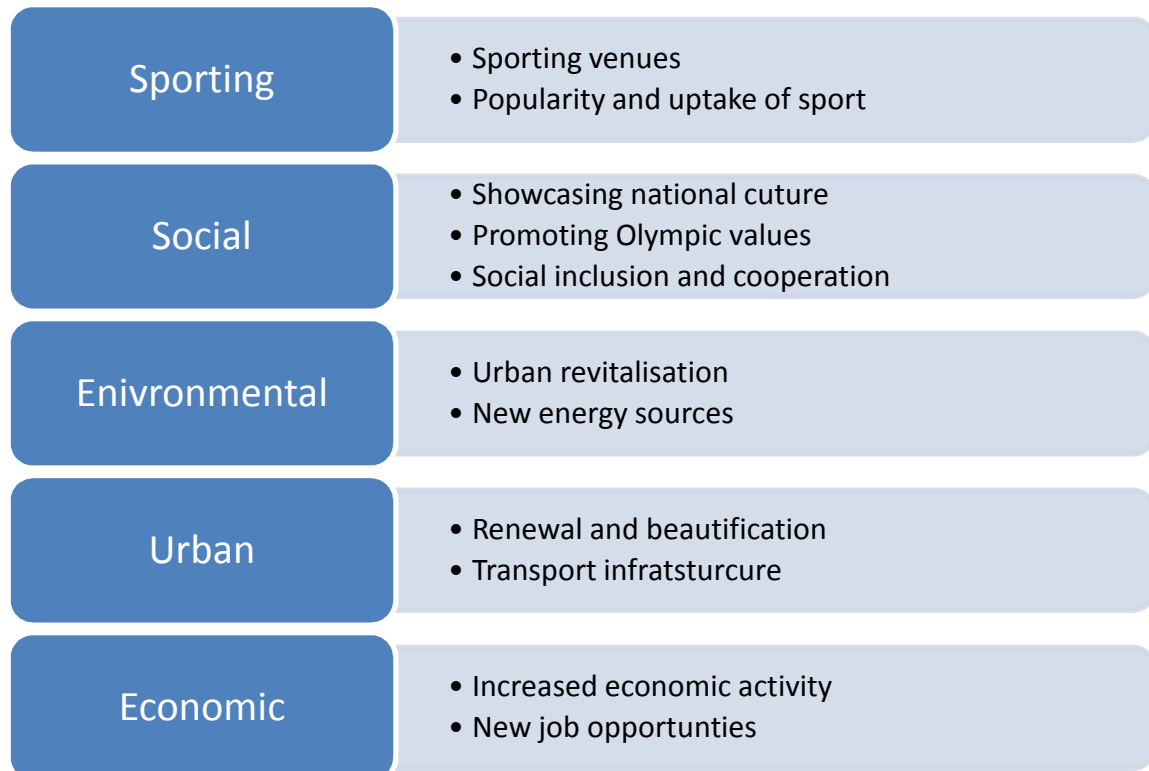 Sporting
• Sporting venues
• Popularity and uptake of sport
Social
• Showcasing national cuture
• Promoting Olympic values
• Social inclusion and cooperation
Enivronmental
• Urban revitalisation
• New energy sources
Urban
• Renewal and beautification
• Transport infratsturcure
Economic
• Increased economic activity
• New job opportunties